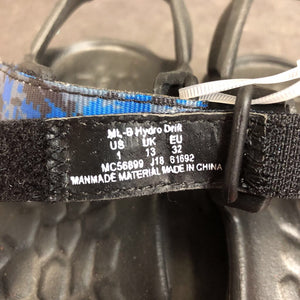 ML-B Hydro Drift
US UK EU
1 13 32
MC56899 J18 61692
MANMADE MATERIAL MADE IN CHINA